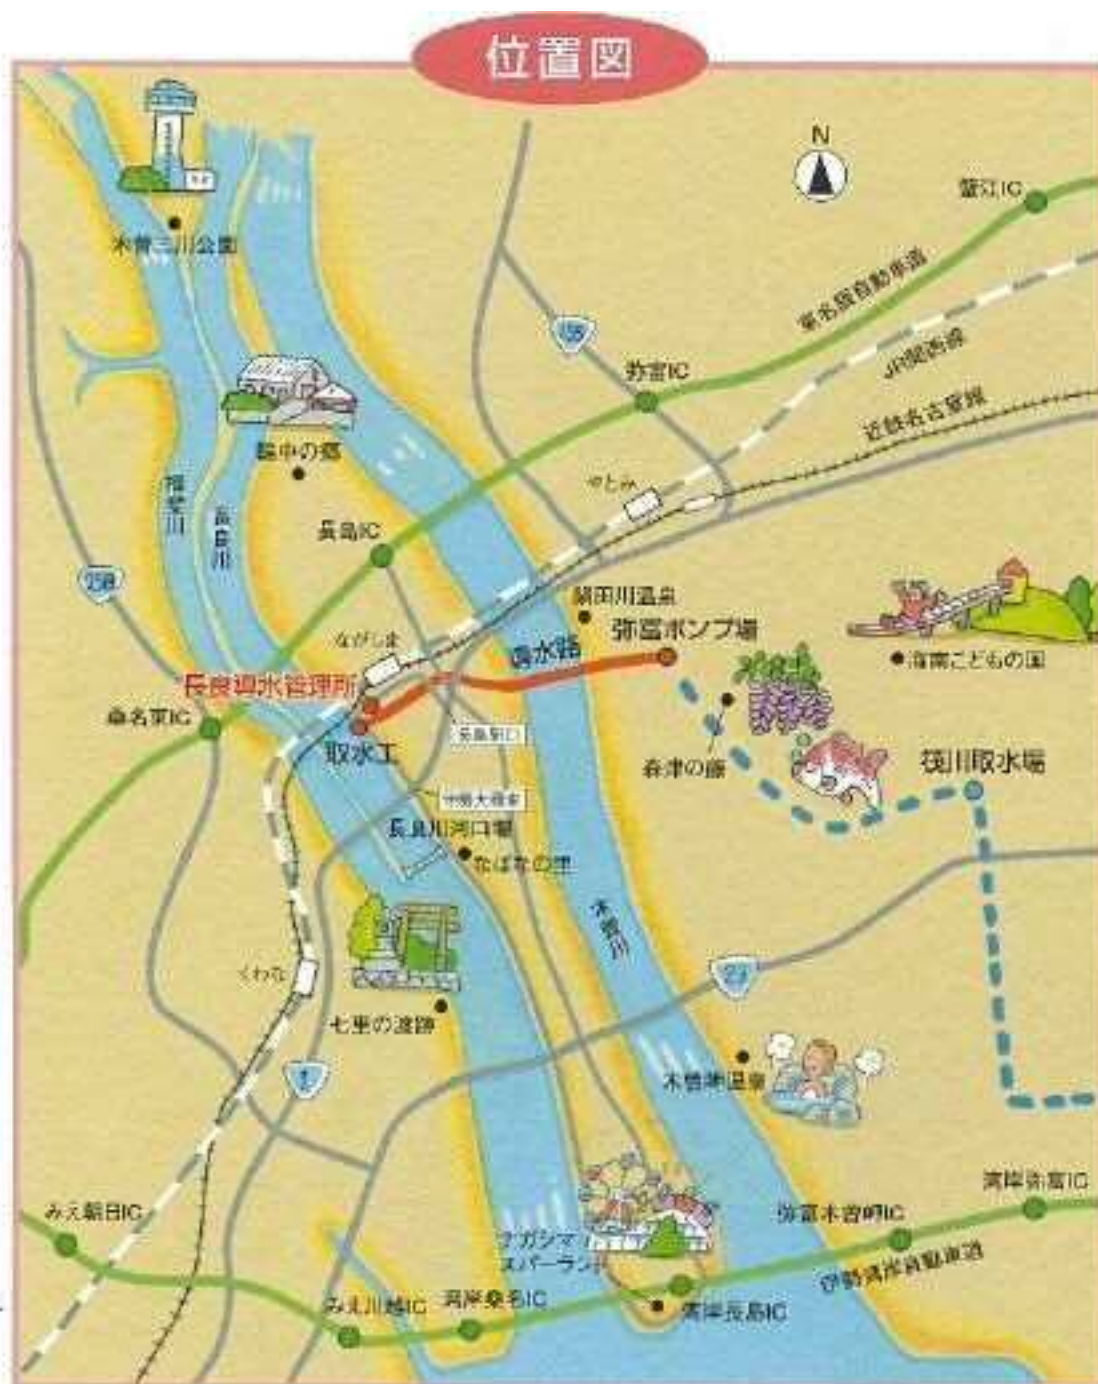 位置図
N
蟹江IC
木曽三川公園
東名阪自動車道
JR関西線
弥富IC
近鉄名古屋線
輪中の郷
やとみ
揖斐川
長良川
長島IC
258
ながしま
導水路
弥富ポンプ場
海南こどもの国
長良導水管理所
桑名東IC
取水工
森津の藤
筏川取水場
長良川河口堰
なばなの里
木曽川
くわな
23
七里の渡跡
1
木曽岬温泉
湾岸弥富IC
みえ朝日IC
弥富木曽岬IC
ナガシマ
スパーランド
伊勢湾岸自動車道
みえ川越IC
湾岸桑名IC
湾岸長島IC